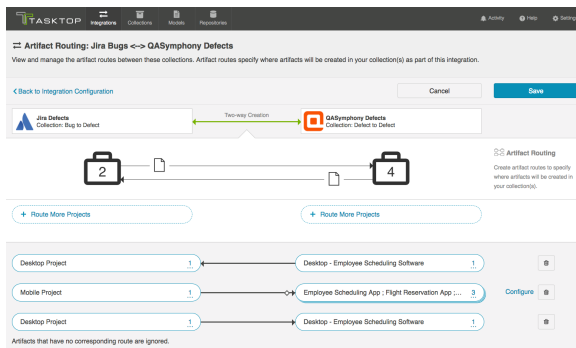 TASKTOP
Integrations
Collections
Models
Repositories
Activity
Help
Settings
Artifact Routing: Jira Bugs <--> QASymphony Defects
View and manage the artifact routes between these collections. Artifact routes specify where artifacts will be created in your collection(s) as part of this integration.
Back to Integration Configuration
Cancel
Save
Jira Defects
Collection: Bug to Defect
Two-way Creation
QASymphony Defects
Collection: Defect to Defect
2
4
Artifact Routing
Create artifact routes to specify
where artifacts will be created in
your collection(s).
+ Route More Projects
+ Route More Projects
Desktop Project 1
Desktop - Employee Scheduling Software 1
Mobile Project 1
Employee Scheduling App ; Flight Reservation App ;... 3
Configure
Desktop Project 1
Desktop - Employee Scheduling Software 1
Artifacts that have no corresponding route are ignored.